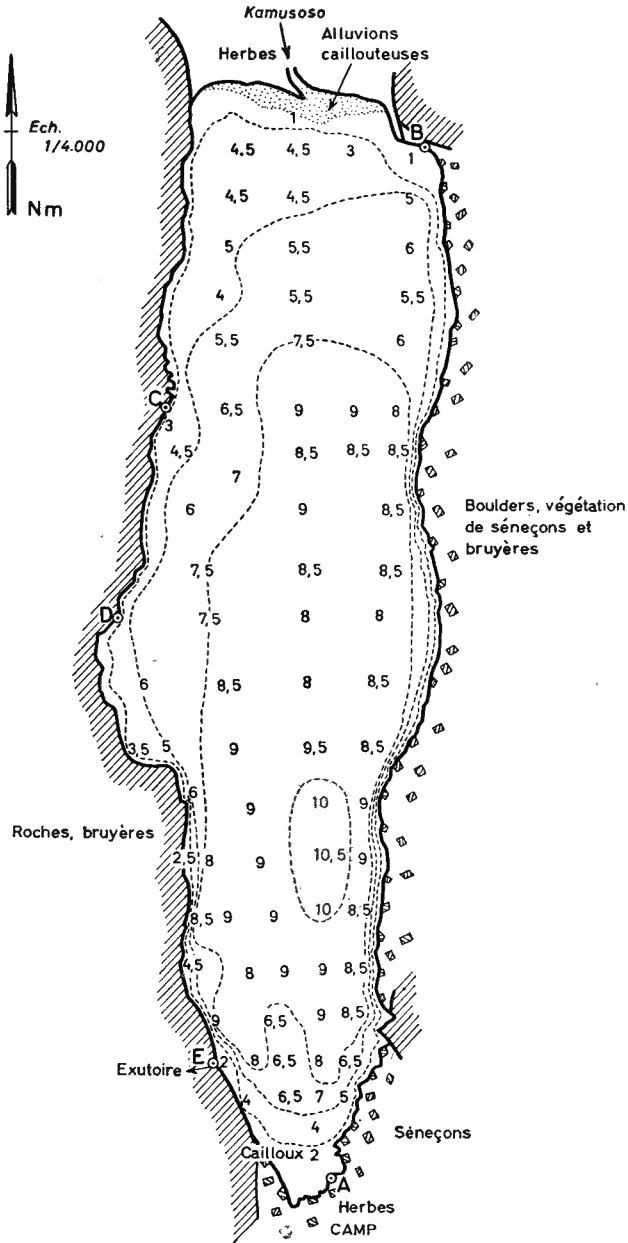 Kamusoso
Herbes
Alluvions
caillouteuses
Ech.
1/4.000
Nm
1
B
4,5 4,5 3 1
4,5 4,5 5
5 5,5 6
4 5,5 5,5
5,5 7,5 6
C
6,5 9 9 8
3
4,5 8,5 8,5 8,5
7
6 9 8,5
Boulders, végétation
de séneçons et
bruyères
7,5 8,5 8,5
D
7,5 8 8
6 8,5 8 8,5
3,5 5 9 9,5 8,5
6
9 10 9
Roches, bruyères
2,5 8 9 10,5 9
8,5 9 9 10 8,5
4,5 8 9 9 8,5
9 6,5 9 8,5
E
2 8 6,5 8 6,5
Exutoire
4 6,5 7 5
4
Séneçons
Cailloux 2
A
Herbes
CAMP